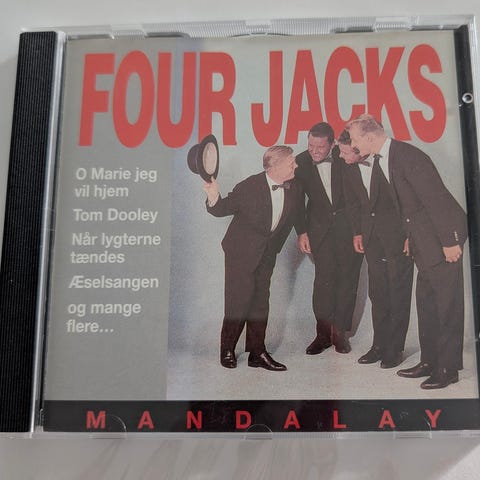 FOUR JACKS
O Marie jeg
vil hjem
Tom Dooley
Når lygterne
tændes
Æselsangen
og mange
flere...
MANDALAY